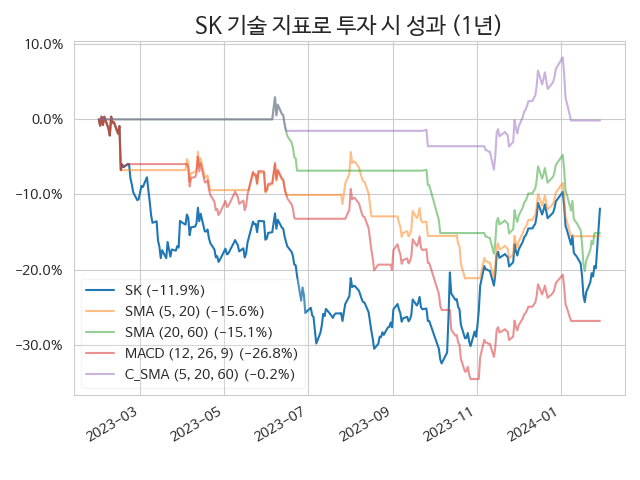 SK 기술 지표로 투자 시 성과 (1년)
10.0%
0.0%
−10.0%
−20.0%
−30.0%
SK (−11.9%)
SMA (5, 20) (−15.6%)
SMA (20, 60) (−15.1%)
MACD (12, 26, 9) (−26.8%)
C_SMA (5, 20, 60) (−0.2%)
2023−03
2023−05
2023−07
2023−09
2023−11
2024−01